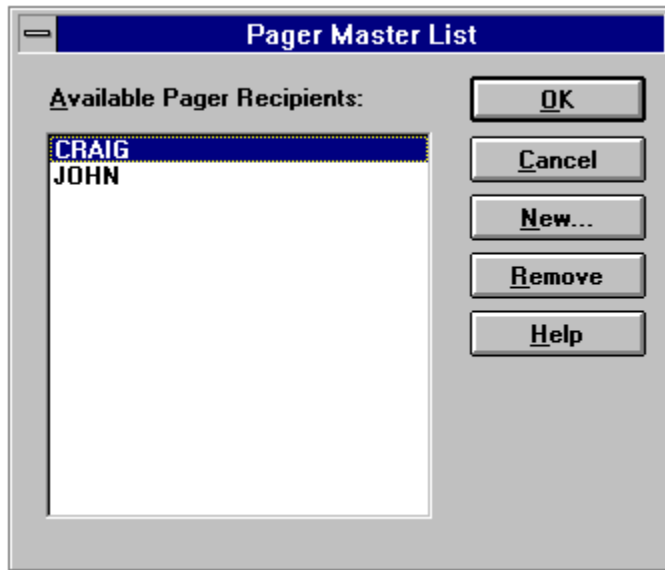 Pager Master List
Available Pager Recipients:
CRAIG
JOHN
OK
Cancel
New...
Remove
Help